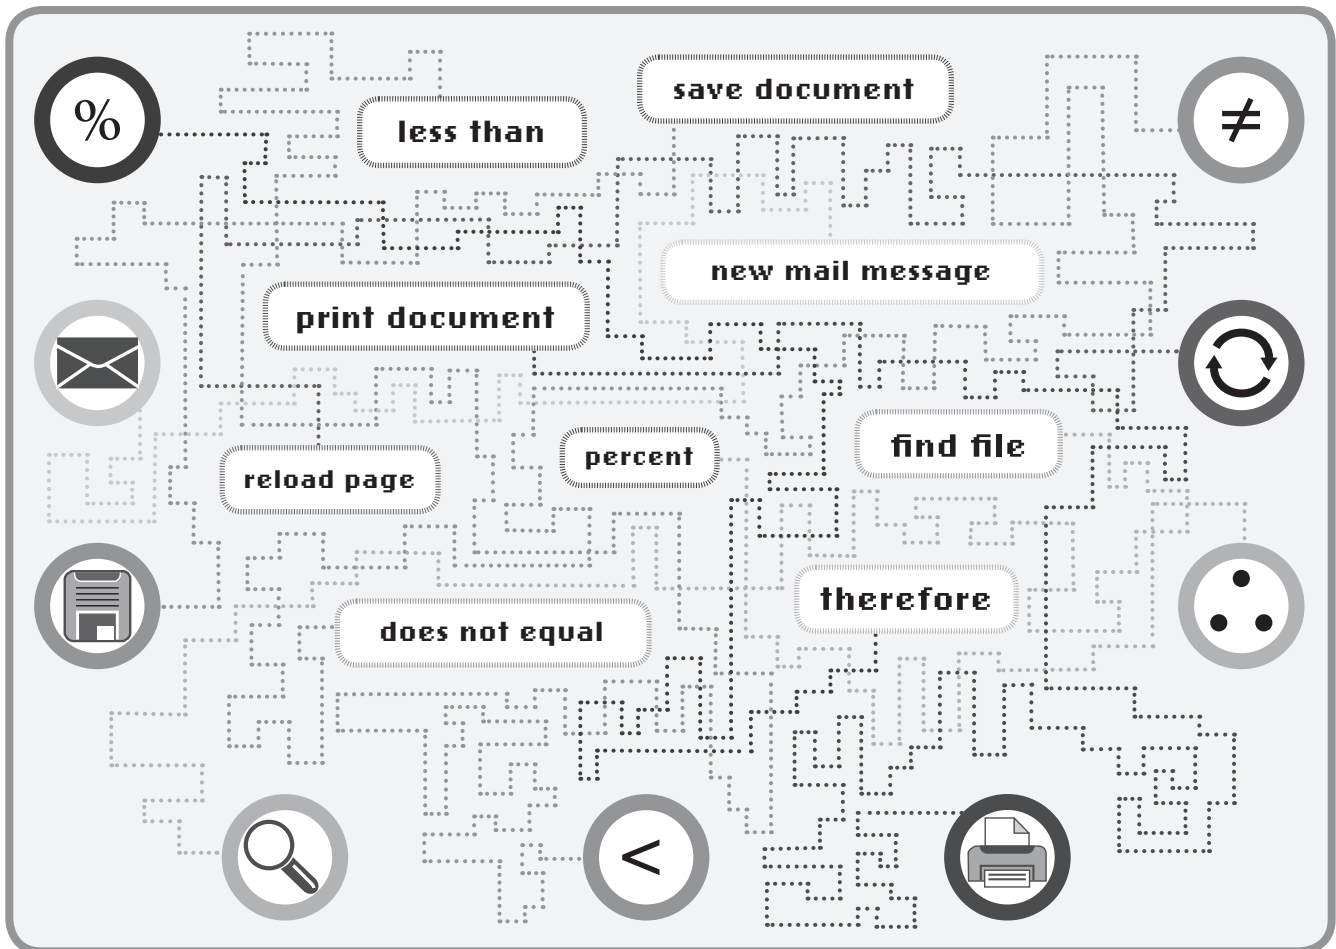 save document
%
≠
less than
new mail message
print document
find file
percent
reload page
therefore
does not equal
<